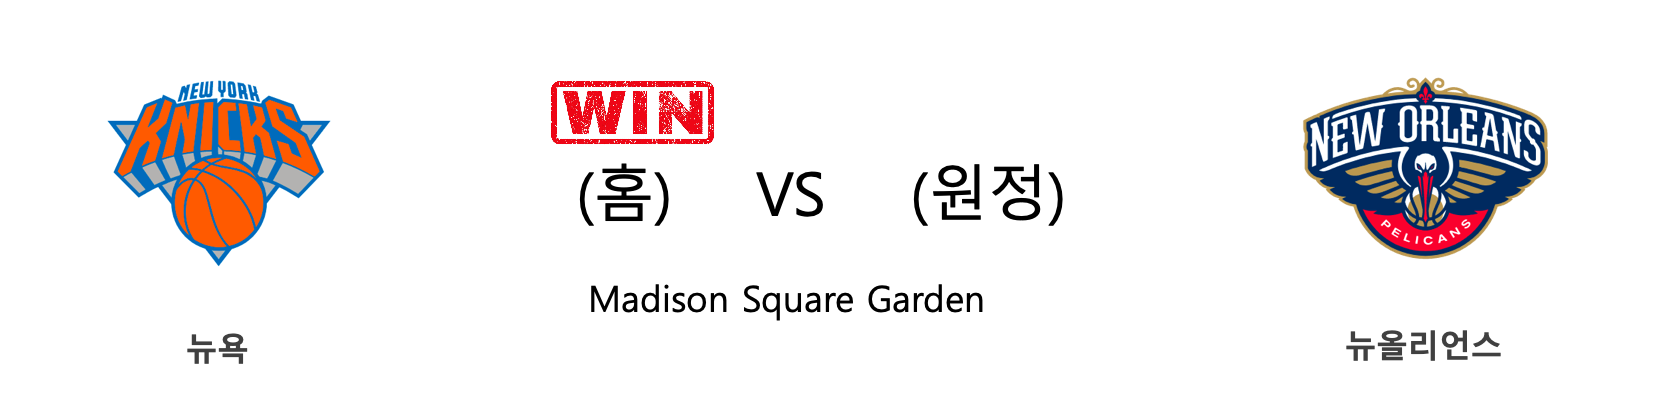 NEW YORK
KNICKS
WIN
NEW ORLEANS
PELICANS
(홈) VS (원정)
Madison Square Garden
뉴욕
뉴올리언스